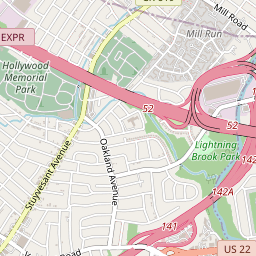 Mill Road
EXPR
Mill Run
Hollywood
Memorial
Park
52
52
Lightning
Brook Park
Stuyvesant Avenue
Oakland Avenue
142
142A
141
Road
US 22